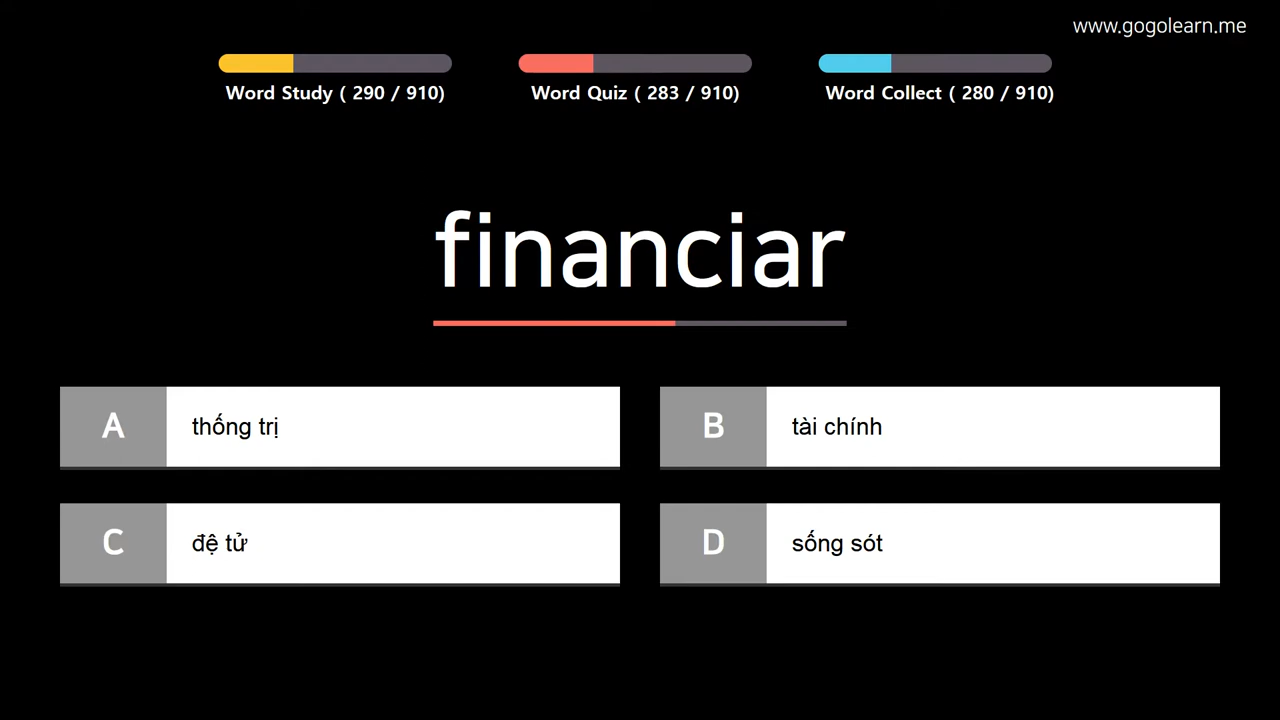 www.gogolearn.me
Word Study ( 290 / 910)
Word Quiz ( 283 / 910)
Word Collect ( 280 / 910)
financiar
A
thống trị
B
tài chính
C
đệ tử
D
sống sót